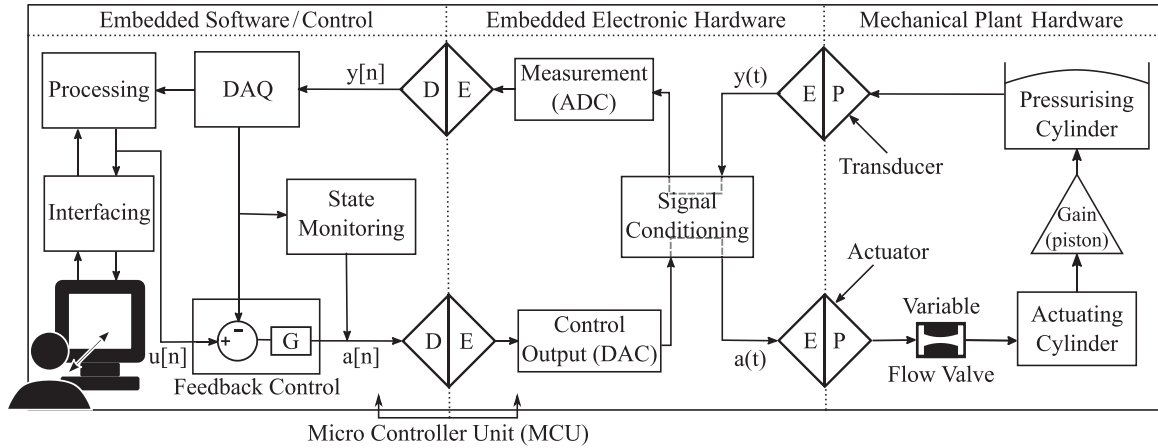 Embedded Software/Control
Embedded Electronic Hardware
Mechanical Plant Hardware
Processing
DAQ
y[n]
D E
Measurement
(ADC)
y(t)
E P
Pressurising
Cylinder
Transducer
Interfacing
State
Monitoring
Signal
Conditioning
Gain
(piston)
Actuator
u[n]
+ -
G
a[n]
Feedback Control
D E
Control
Output (DAC)
a(t)
E P
Variable
Flow Valve
Actuating
Cylinder
Micro Controller Unit (MCU)